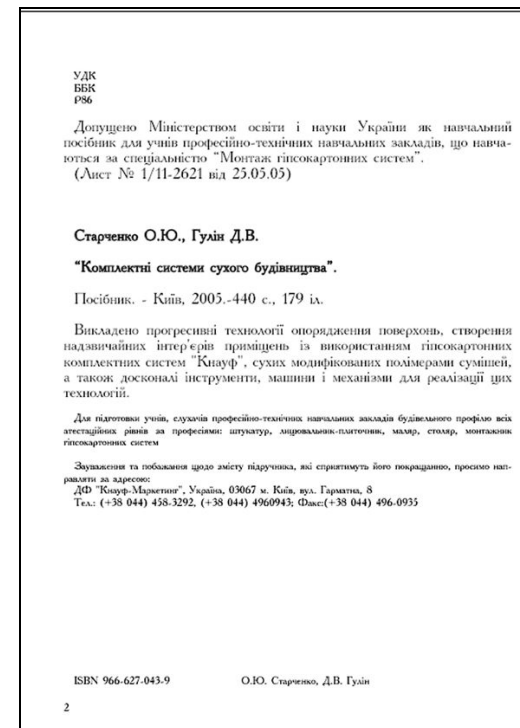 УДК
ББК
Р86
Допущено Міністерством освіти і науки України як навчальний
посібник для учнів професійно-технічних навчальних закладів, що навча-
ються за спеціальністю "Монтаж гіпсокартонних систем".
(Лист № 1/11-2621 від 25.05.05)
Старченко О.Ю., Гулін Д.В.
"Комплектні системи сухого будівництва".
Посібник. - Київ, 2005.-440 с., 179 іл.
Викладено прогресивні технології опорядження поверхонь, створення
надзвичайних інтер'єрів приміщень із використанням гіпсокартонних
комплектних систем "Кнауф", сухих модифікованих полімерами сумішей,
а також досконалі інструменти, машини і механізми для реалізації цих
технологій.
Для підготовки учнів, слухачів професійно-технічних навчальних закладів будівельного профілю всіх
атестаційних рівнів за професіями: штукатур, лицювальник-плиточник, маляр, столяр, монтажник
гіпсокартонних систем
Зауваження та побажання щодо змісту підручника, які сприятимуть його покращанню, просимо нап-
равляти за адресою:
ДФ "Кнауф-Маркетинг", Україна, 03067 м. Київ, вул. Гарматна, 8
Тел.: (+38 044) 458-3292, (+38 044) 4960943; Факс:(+38 044) 496-0935
ISBN 966-627-043-9 О.Ю. Старченко, Д.В. Гулін
2